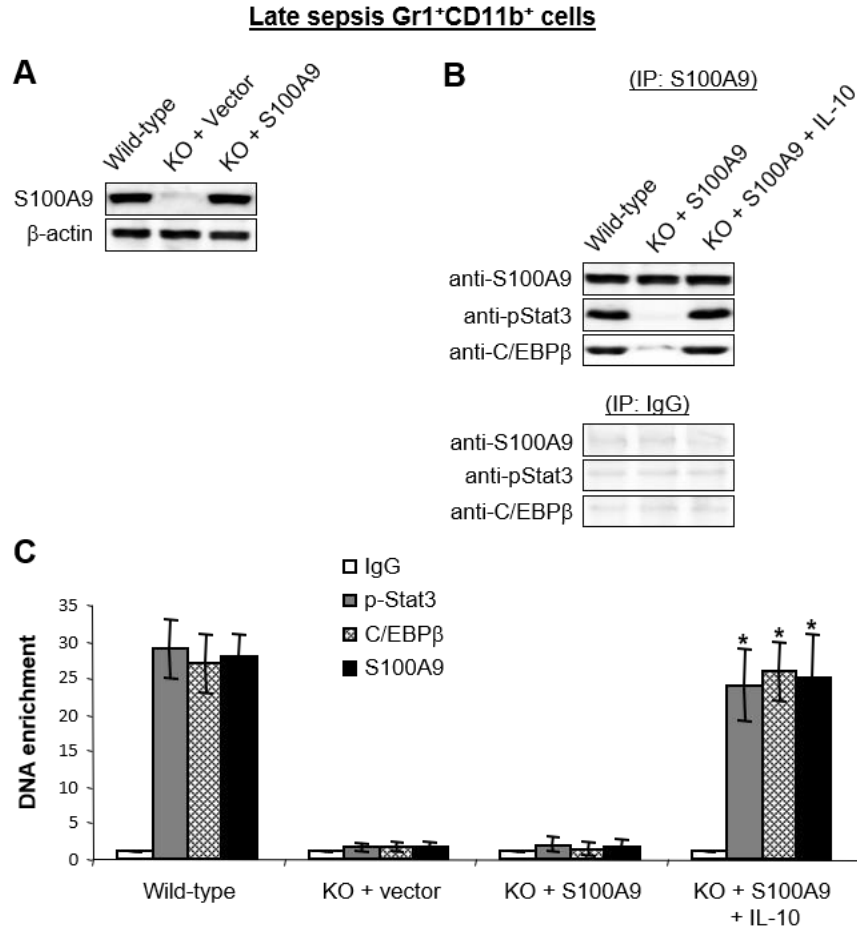 Late sepsis Gr1⁺CD11b⁺ cells
A
Wild-type
KO + Vector
KO + S100A9
S100A9
β-actin
B
(IP: S100A9)
Wild-type
KO + S100A9
KO + S100A9 + IL-10
anti-S100A9
anti-pStat3
anti-C/EBPβ
(IP: IgG)
anti-S100A9
anti-pStat3
anti-C/EBPβ
C
IgG
p-Stat3
C/EBPβ
S100A9
DNA enrichment
35
30
25
20
15
10
5
0
* * *
Wild-type
KO + vector
KO + S100A9
KO + S100A9
+ IL-10